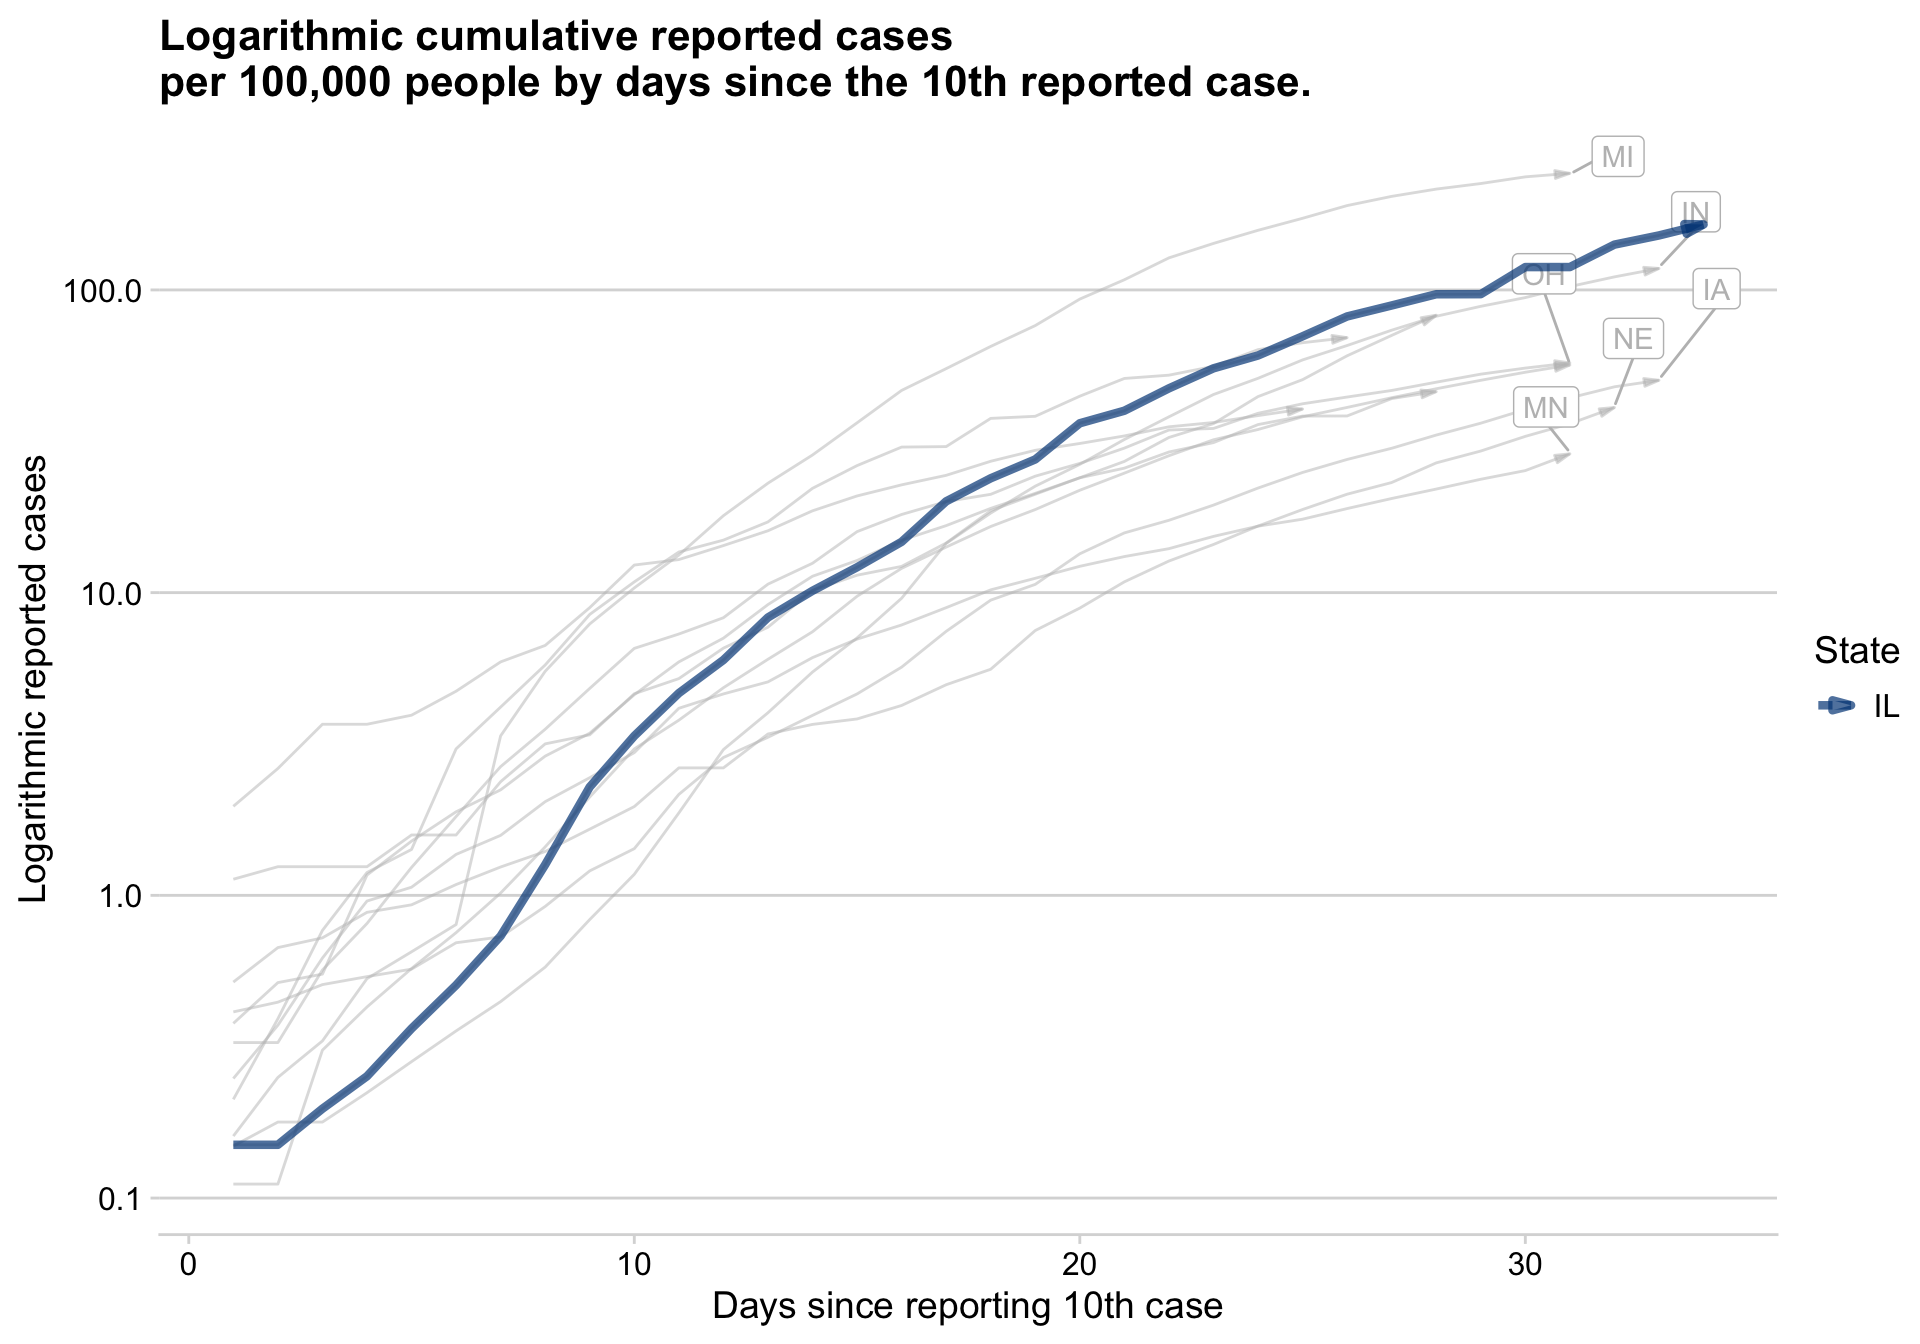 Logarithmic cumulative reported cases
per 100,000 people by days since the 10th reported case.
MI
IN
OH
IA
NE
MN
100.0
10.0
1.0
0.1
Logarithmic reported cases
0
10
20
30
Days since reporting 10th case
State
IL